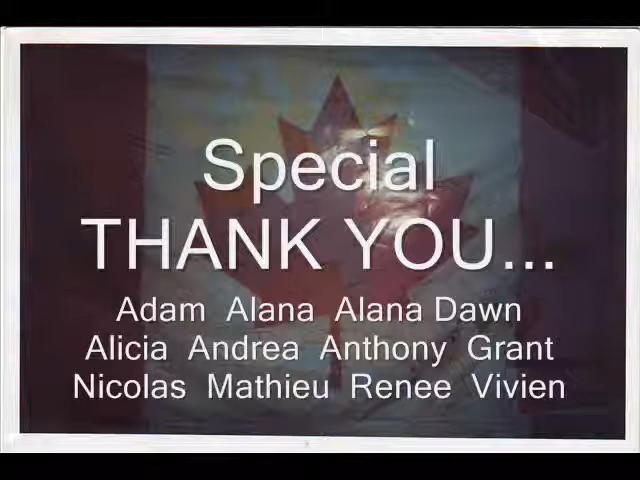 Special
THANK YOU...
Adam Alana Alana Dawn
Alicia Andrea Anthony Grant
Nicolas Mathieu Renee Vivien